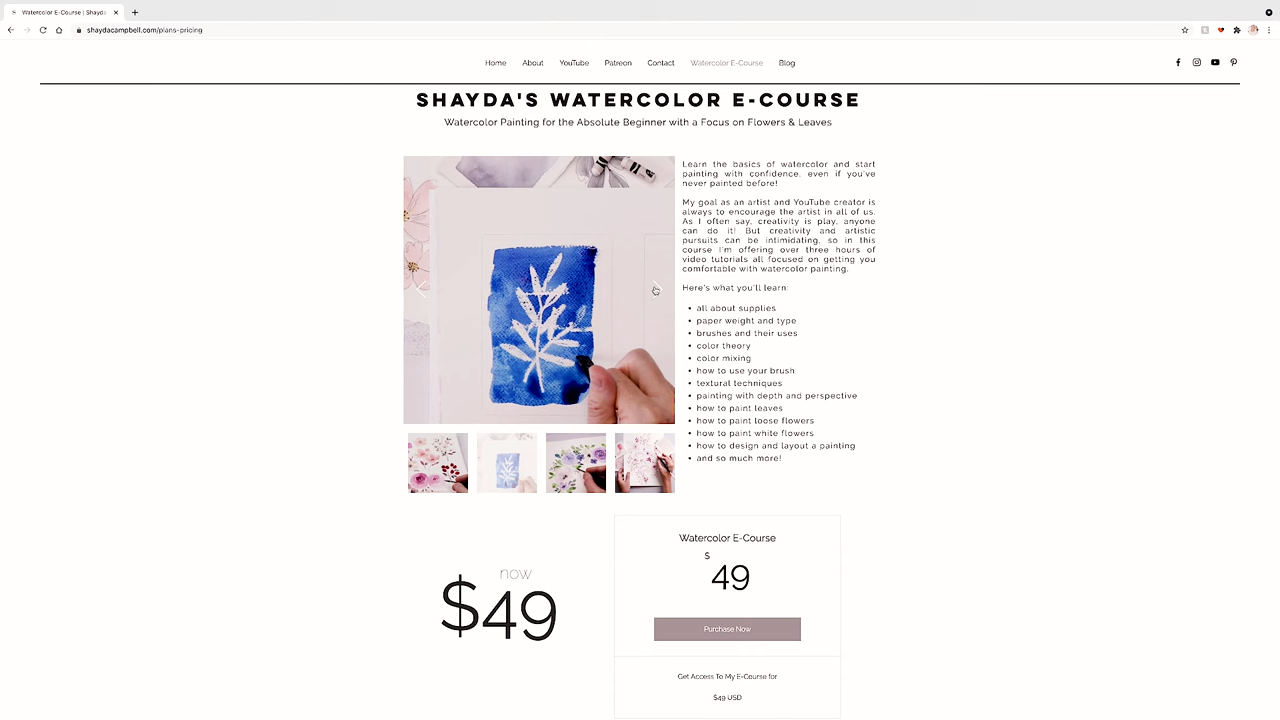 Watercolor E-Course | Shayda
shaydacampbell.com/plans-pricing
Home About YouTube Patreon Contact Watercolor E-Course Blog
SHAYDA'S WATERCOLOR E-COURSE
Watercolor Painting for the Absolute Beginner with a Focus on Flowers & Leaves
Learn the basics of watercolor and start
painting with confidence, even if you've
never painted before!
My goal as an artist and YouTube creator is
always to encourage the artist in all of us.
As I often say, creativity is play, anyone
can do it! But creativity and artistic
pursuits can be intimidating, so in this
course I'm offering over three hours of
video tutorials all focused on getting you
comfortable with watercolor painting.
Here's what you'll learn:
• all about supplies
• paper weight and type
• brushes and their uses
• color theory
• color mixing
• how to use your brush
• textural techniques
• painting with depth and perspective
• how to paint leaves
• how to paint loose flowers
• how to paint white flowers
• how to design and layout a painting
• and so much more!
now
$49
Watercolor E-Course
$
49
Purchase Now
Get Access To My E-Course for
$49 USD